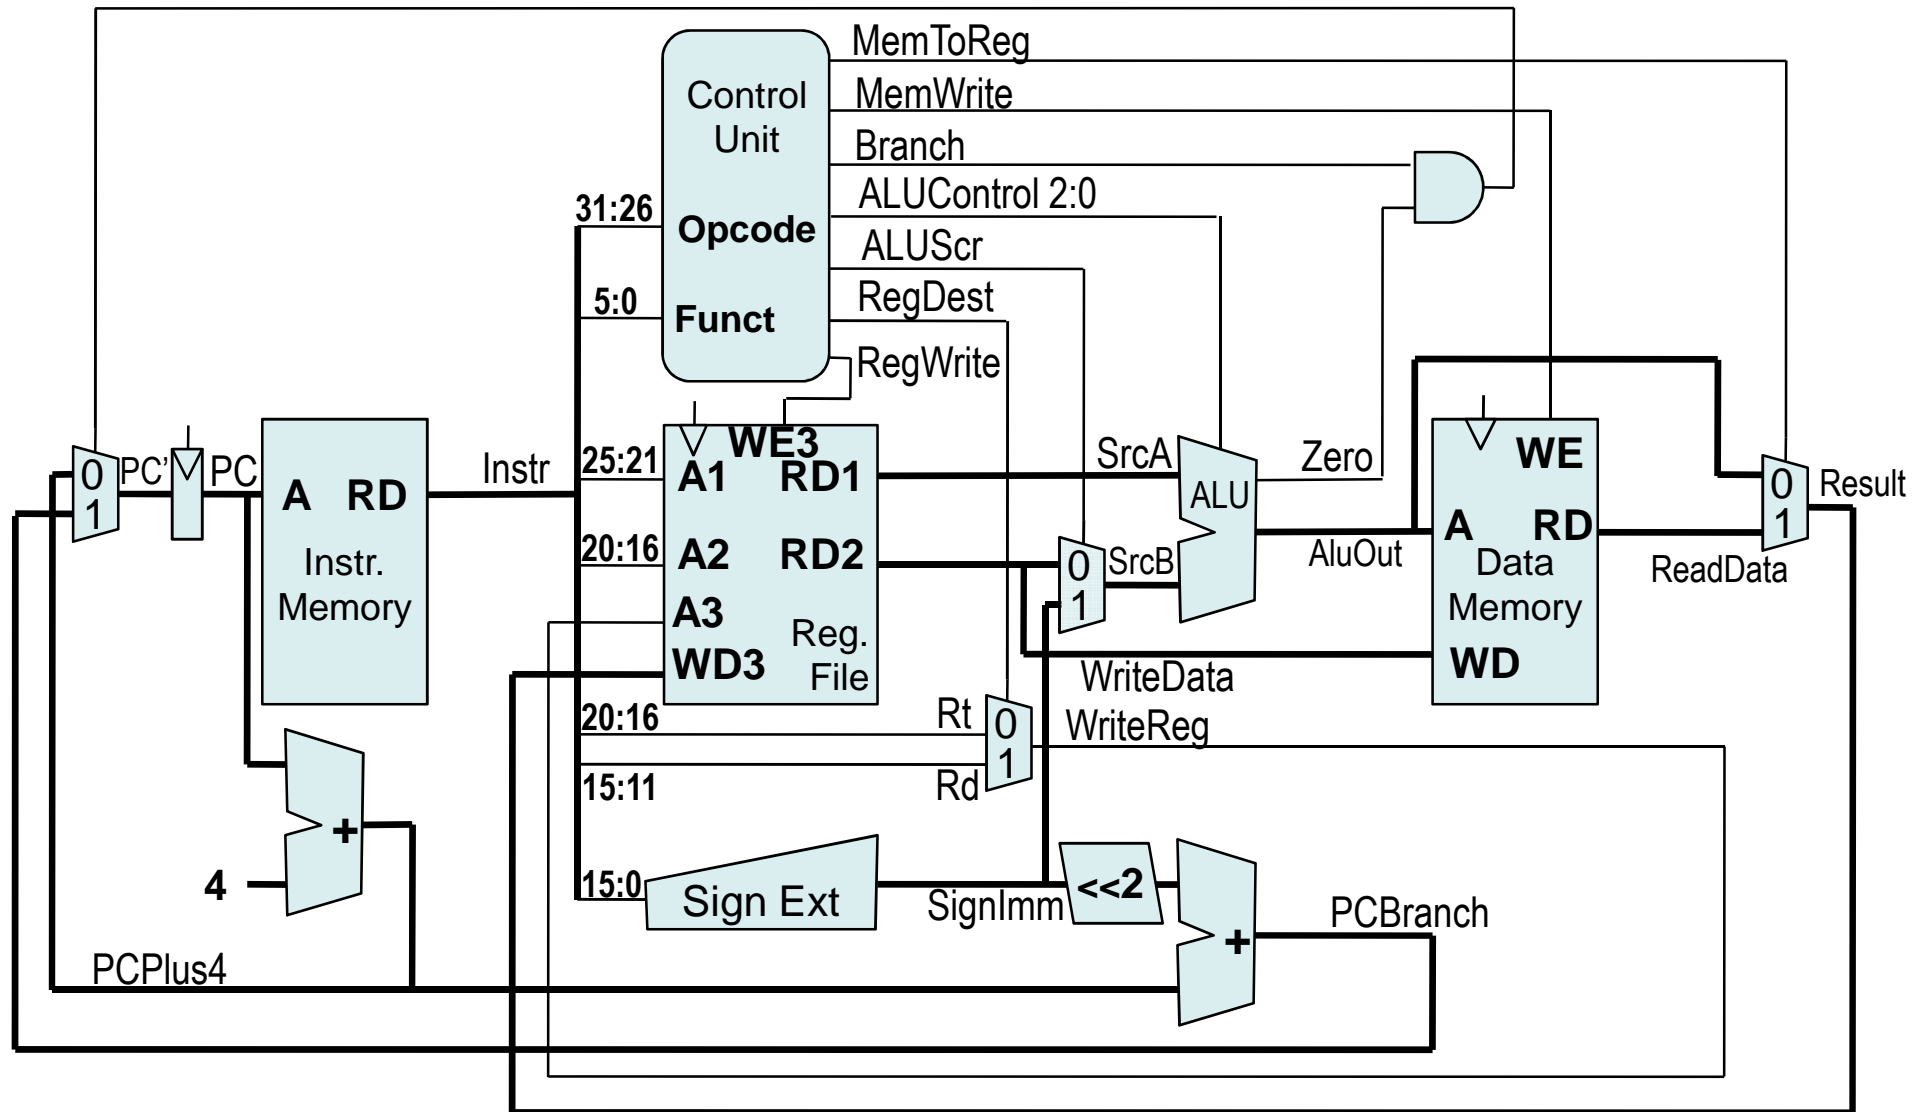 MemToReg
Control
Unit
MemWrite
Branch
ALUControl 2:0
31:26
Opcode
ALUScr
5:0
Funct
RegDest
RegWrite
0
1
PC'
PC
A RD
Instr.
Memory
Instr
25:21
WE3
A1 RD1
20:16
A2 RD2
A3
WD3
Reg.
File
SrcA
ALU
Zero
0
1
SrcB
AluOut
WE
A RD
Data
Memory
WD
ReadData
0
1
Result
WriteData
20:16
Rt
0
1
WriteReg
15:11
Rd
+
4
15:0
Sign Ext
SignImm
<<2
+
PCBranch
PCPlus4